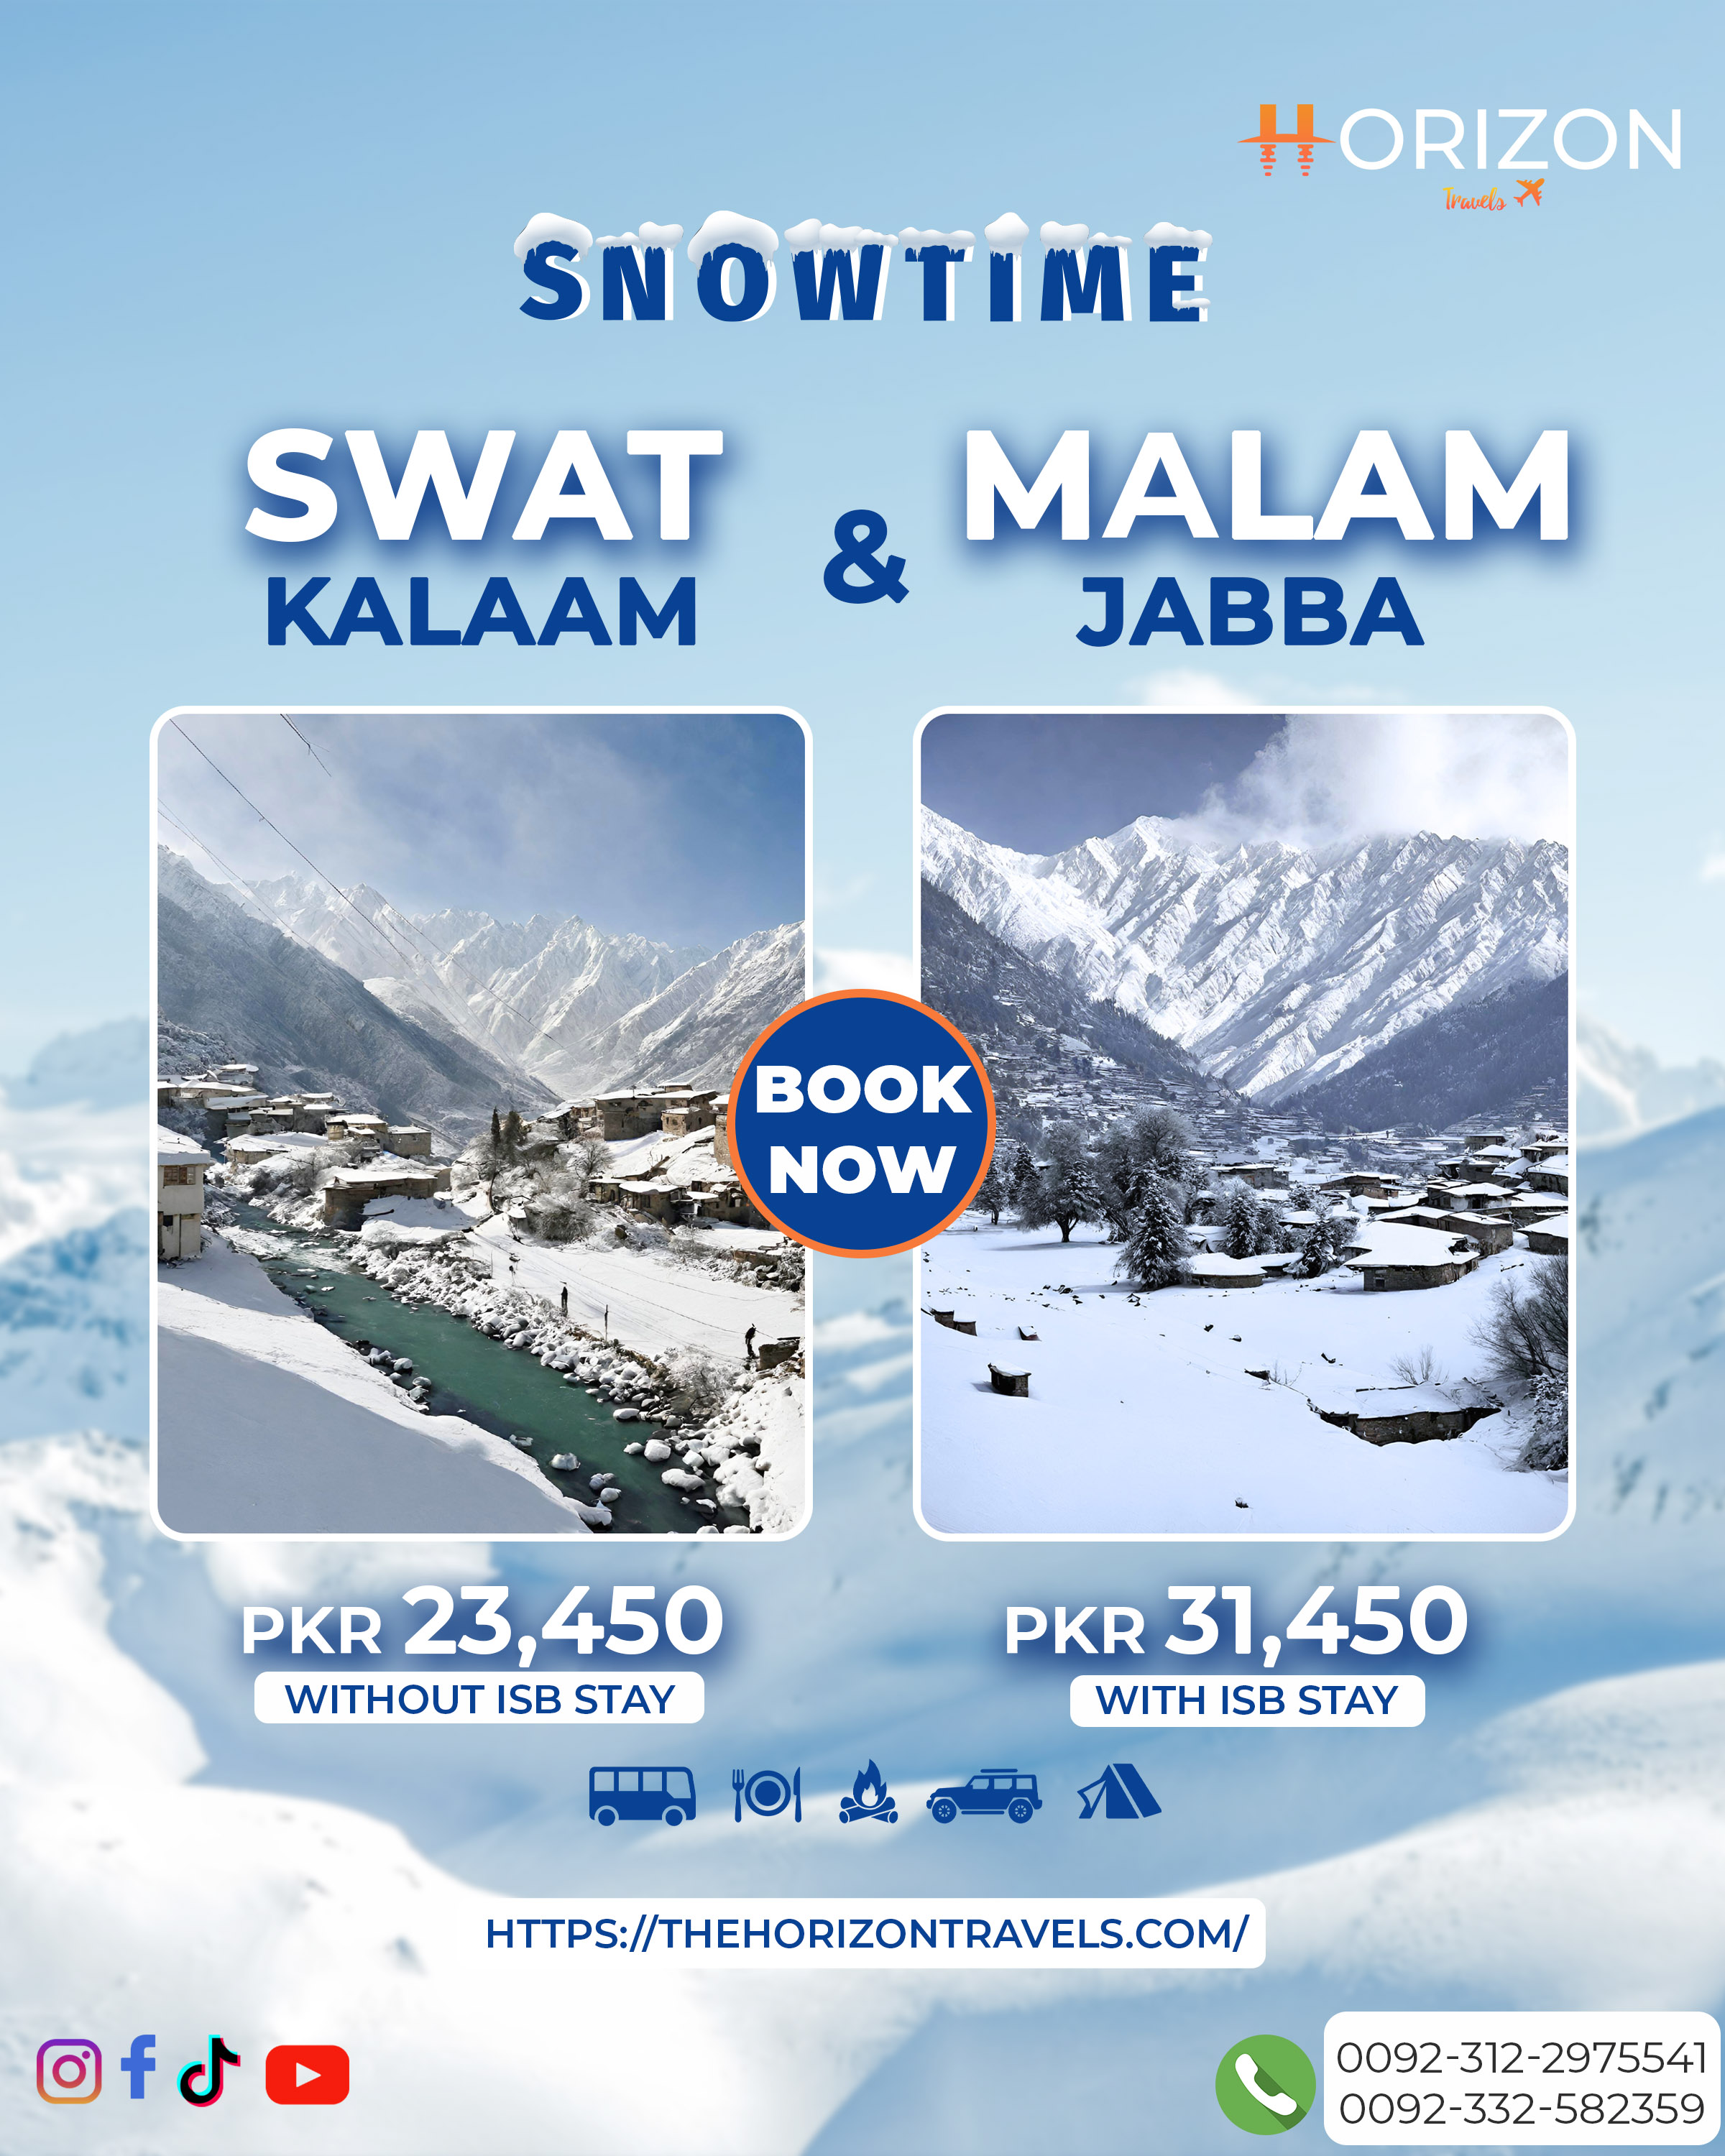 HORIZON
Travels
SNOWTIME
SWAT
KALAAM
&
MALAM
JABBA
BOOK
NOW
PKR 23,450
WITHOUT ISB STAY
PKR 31,450
WITH ISB STAY
HTTPS://THEHORIZONTRAVELS.COM/
0092-312-2975541
0092-332-582359